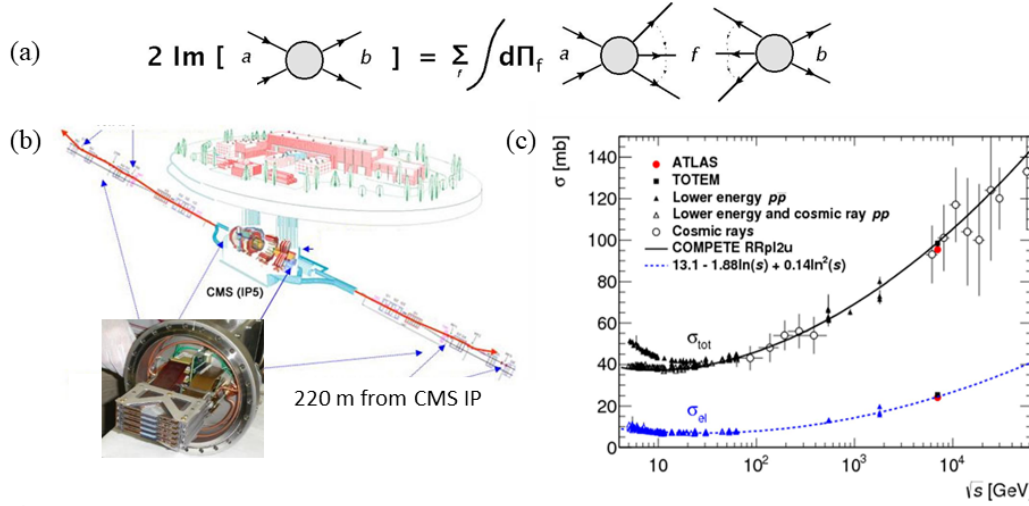 (a) 2 Im [ a b ] = Σ f ∫ dΠf a f b
(b)
CMS (IP5)
220 m from CMS IP
(c)
σ [mb]
140
120
100
80
60
40
20
0
ATLAS
TOTEM
Lower energy pp̄
Lower energy and cosmic ray pp
Cosmic rays
COMPETE RRpl2u
13.1 - 1.88ln(s) + 0.14ln²(s)
σtot
σel
10 10² 10³ 10⁴
√s [GeV]